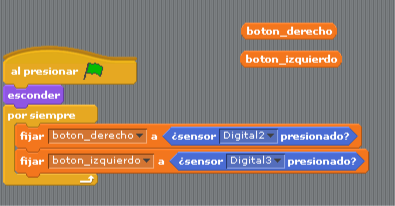 boton_derecho
boton_izquierdo
al presionar
esconder
por siempre
fijar boton_derecho a ¿sensor Digital2 presionado?
fijar boton_izquierdo a ¿sensor Digital3 presionado?